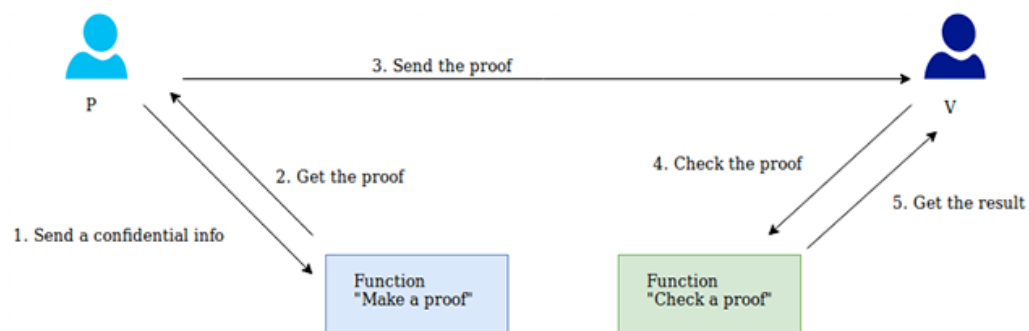 3. Send the proof
P
V
4. Check the proof
2. Get the proof
5. Get the result
1. Send a confidential info
Function
"Make a proof"
Function
"Check a proof"